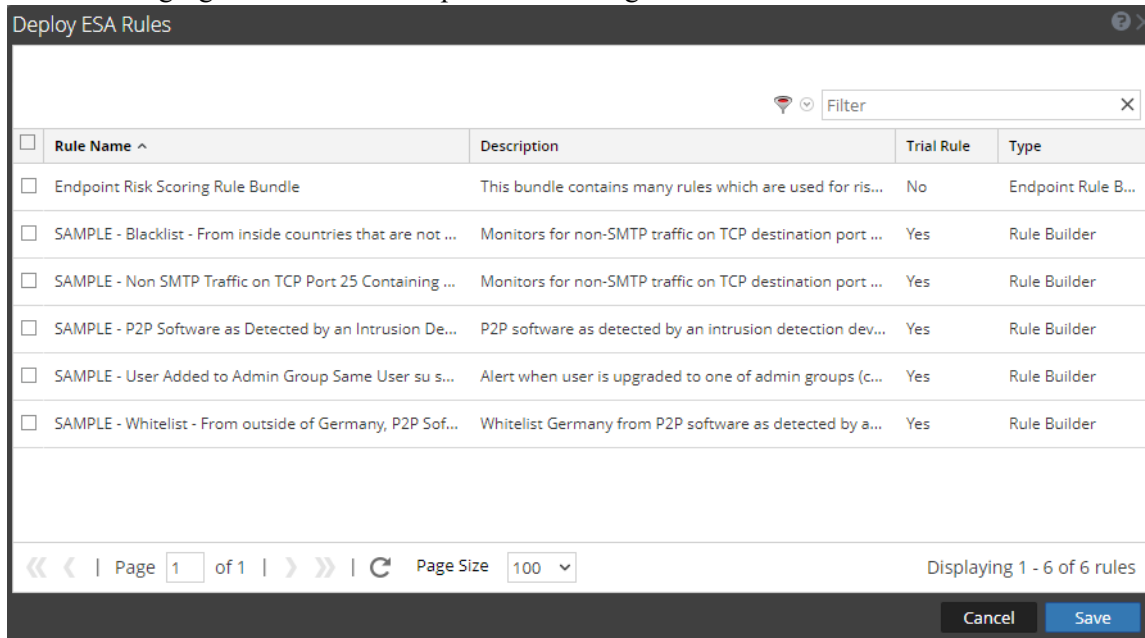 Deploy ESA Rules
Filter
Rule Name Description Trial Rule Type
Endpoint Risk Scoring Rule Bundle This bundle contains many rules which are used for ris... No Endpoint Rule B...
SAMPLE - Blacklist - From inside countries that are not ... Monitors for non-SMTP traffic on TCP destination port ... Yes Rule Builder
SAMPLE - Non SMTP Traffic on TCP Port 25 Containing ... Monitors for non-SMTP traffic on TCP destination port ... Yes Rule Builder
SAMPLE - P2P Software as Detected by an Intrusion De... P2P software as detected by an intrusion detection dev... Yes Rule Builder
SAMPLE - User Added to Admin Group Same User su s... Alert when user is upgraded to one of admin groups (c... Yes Rule Builder
SAMPLE - Whitelist - From outside of Germany, P2P Sof... Whitelist Germany from P2P software as detected by a... Yes Rule Builder
Page 1 of 1 Page Size 100 Displaying 1 - 6 of 6 rules
Cancel Save